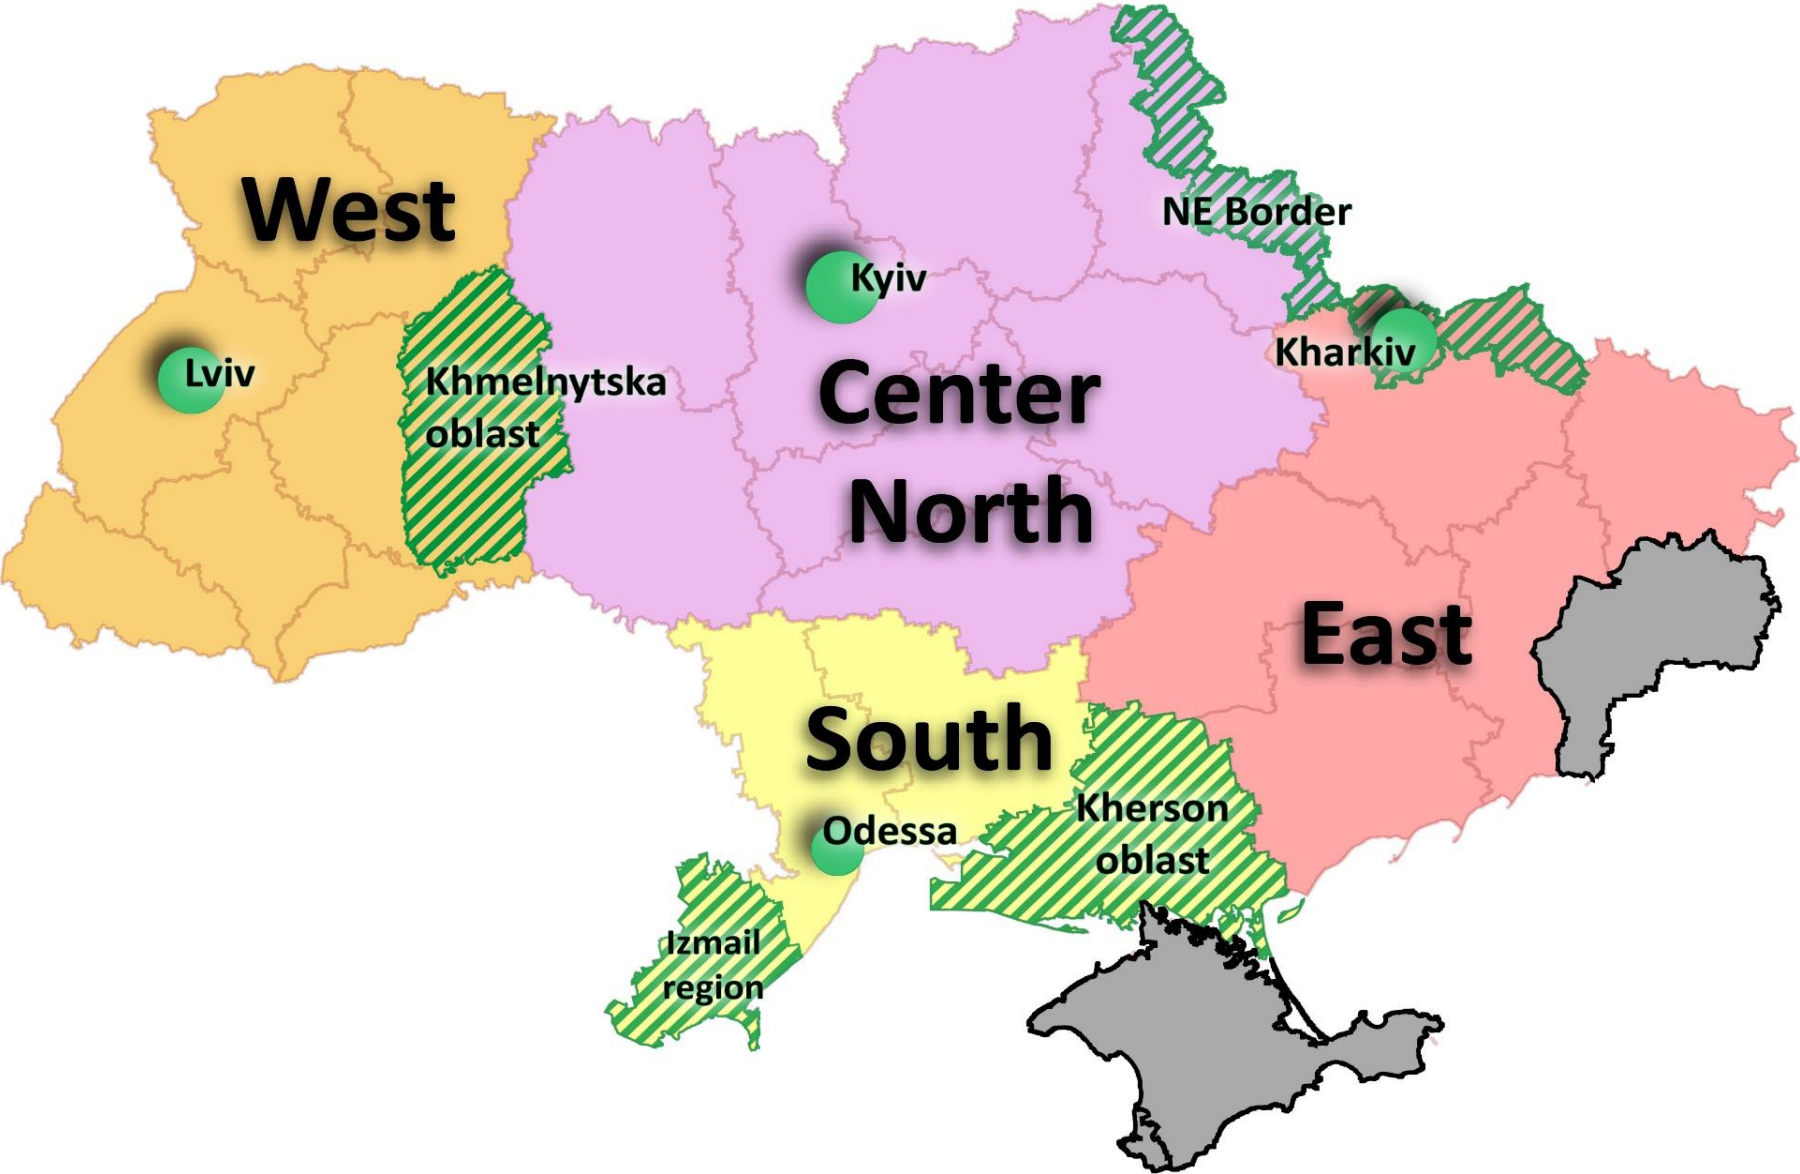 West
NE Border
Kyiv
Kharkiv
Lviv
Khmelnytska
oblast
Center
North
East
South
Kherson
oblast
Odessa
Izmail
region